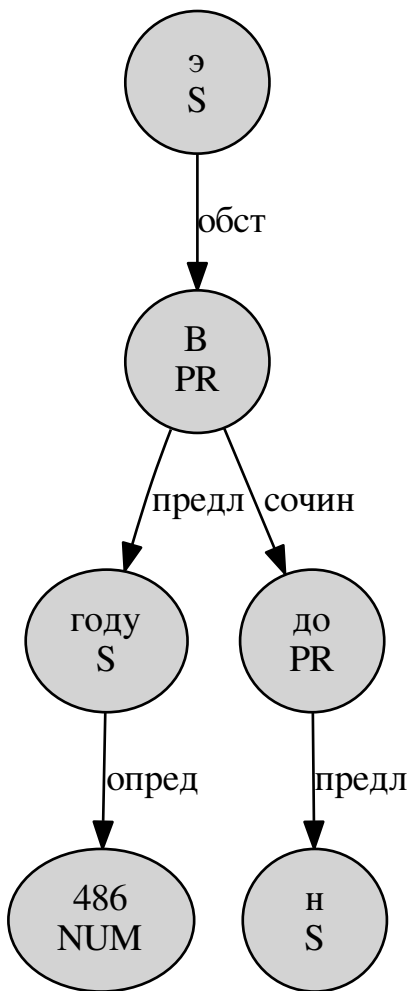 э
S
обст
В
PR
предл сочин
году
S
до
PR
опред
предл
486
NUM
н
S